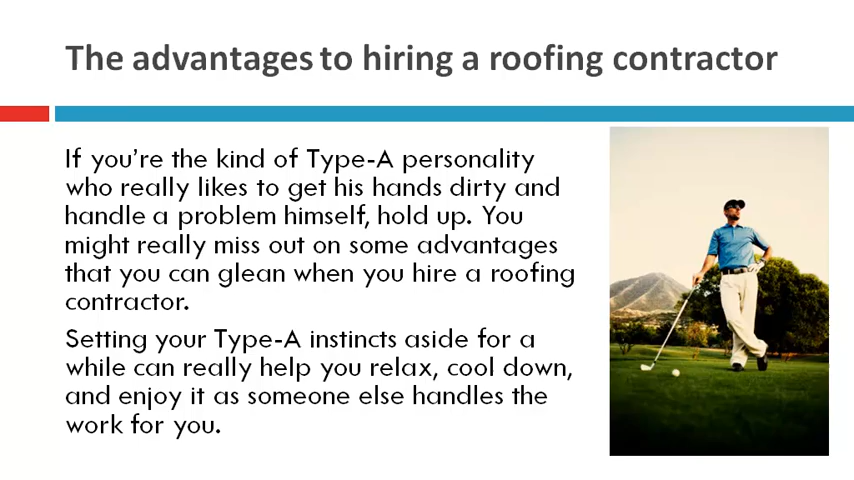 The advantages to hiring a roofing contractor
If you’re the kind of Type-A personality
who really likes to get his hands dirty and
handle a problem himself, hold up. You
might really miss out on some advantages
that you can glean when you hire a roofing
contractor.
Setting your Type-A instincts aside for a
while can really help you relax, cool down,
and enjoy it as someone else handles the
work for you.